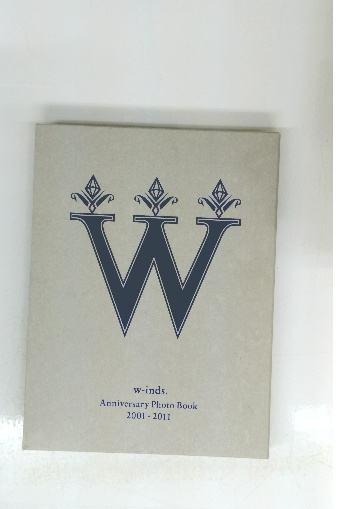 W
w-inds.
Anniversary Photo Book
2001 - 2011